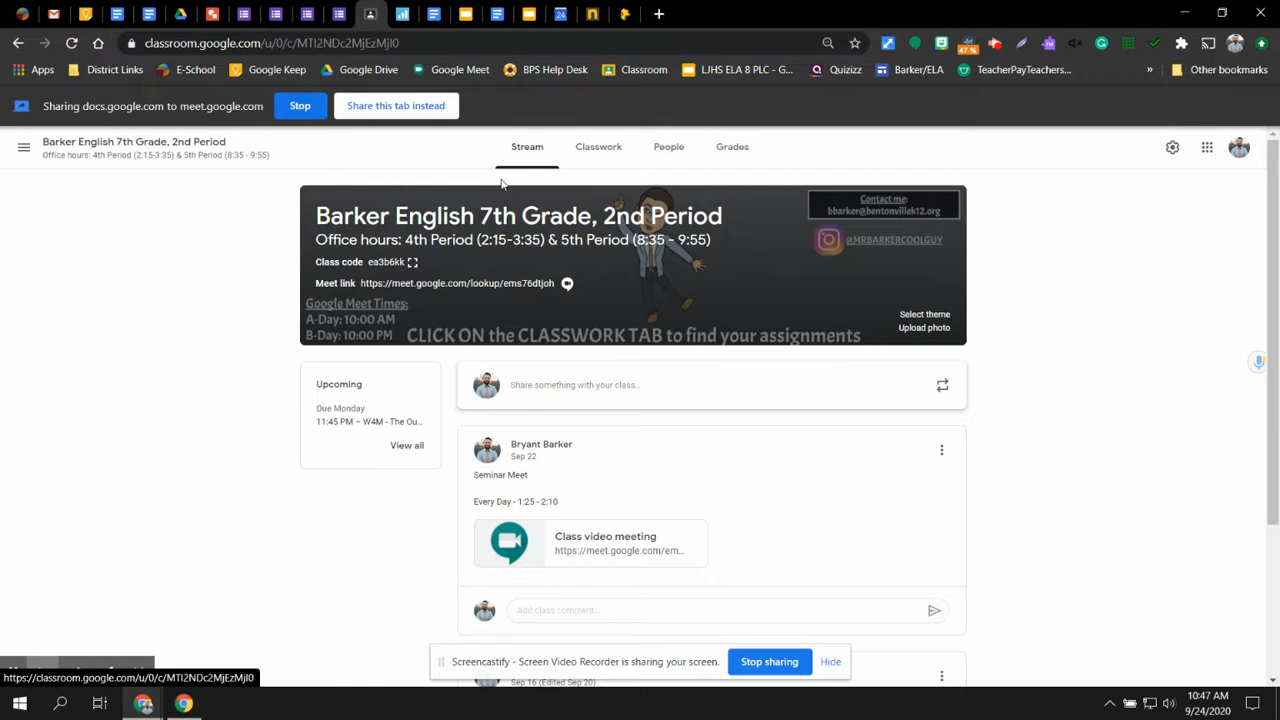 classroom.google.com/u/0/c/MTI2NDc2MjEzMjI0
47 %
Apps
District Links
E-School
Google Keep
Google Drive
Google Meet
BPS Help Desk
Classroom
LJHS ELA 8 PLC - G...
Quizizz
Barker/ELA
TeacherPayTeachers...
»
Other bookmarks
Sharing docs.google.com to meet.google.com
Stop
Share this tab instead
Barker English 7th Grade, 2nd Period
Office hours: 4th Period (2:15-3:35) & 5th Period (8:35 - 9:55)
Stream
Classwork
People
Grades
Barker English 7th Grade, 2nd Period
Office hours: 4th Period (2:15-3:35) & 5th Period (8:35 - 9:55)
Class code ea3b6kk
Meet link https://meet.google.com/lookup/ems76dtjoh
Contact me:
bbarker@bentonvillek12.org
@MRBARKERCOOLGUY
Google Meet Times:
A-Day: 10:00 AM
B-Day: 10:00 PM
CLICK ON the CLASSWORK TAB to find your assignments
Select theme
Upload photo
Upcoming
Due Monday
11:45 PM – W4M - The Ou...
View all
Share something with your class...
Bryant Barker
Sep 22
Seminar Meet
Every Day - 1:25 - 2:10
Class video meeting
https://meet.google.com/em...
Add class comment...
Screencastify - Screen Video Recorder is sharing your screen.
Stop sharing
Hide
Sep 16 (Edited Sep 20)
https://classroom.google.com/u/0/c/MTI2NDc2MjEzMjI0
10:47 AM
9/24/2020